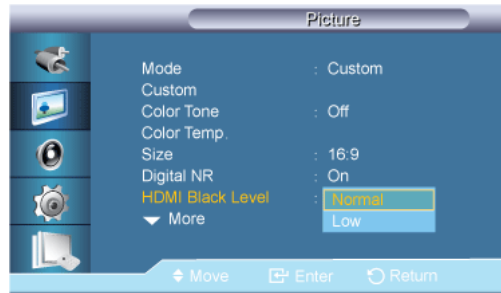 Picture
Mode : Custom
Custom
Color Tone : Off
Color Temp.
Size : 16:9
Digital NR : On
HDMI Black Level : Normal
Low
More
Move Enter Return